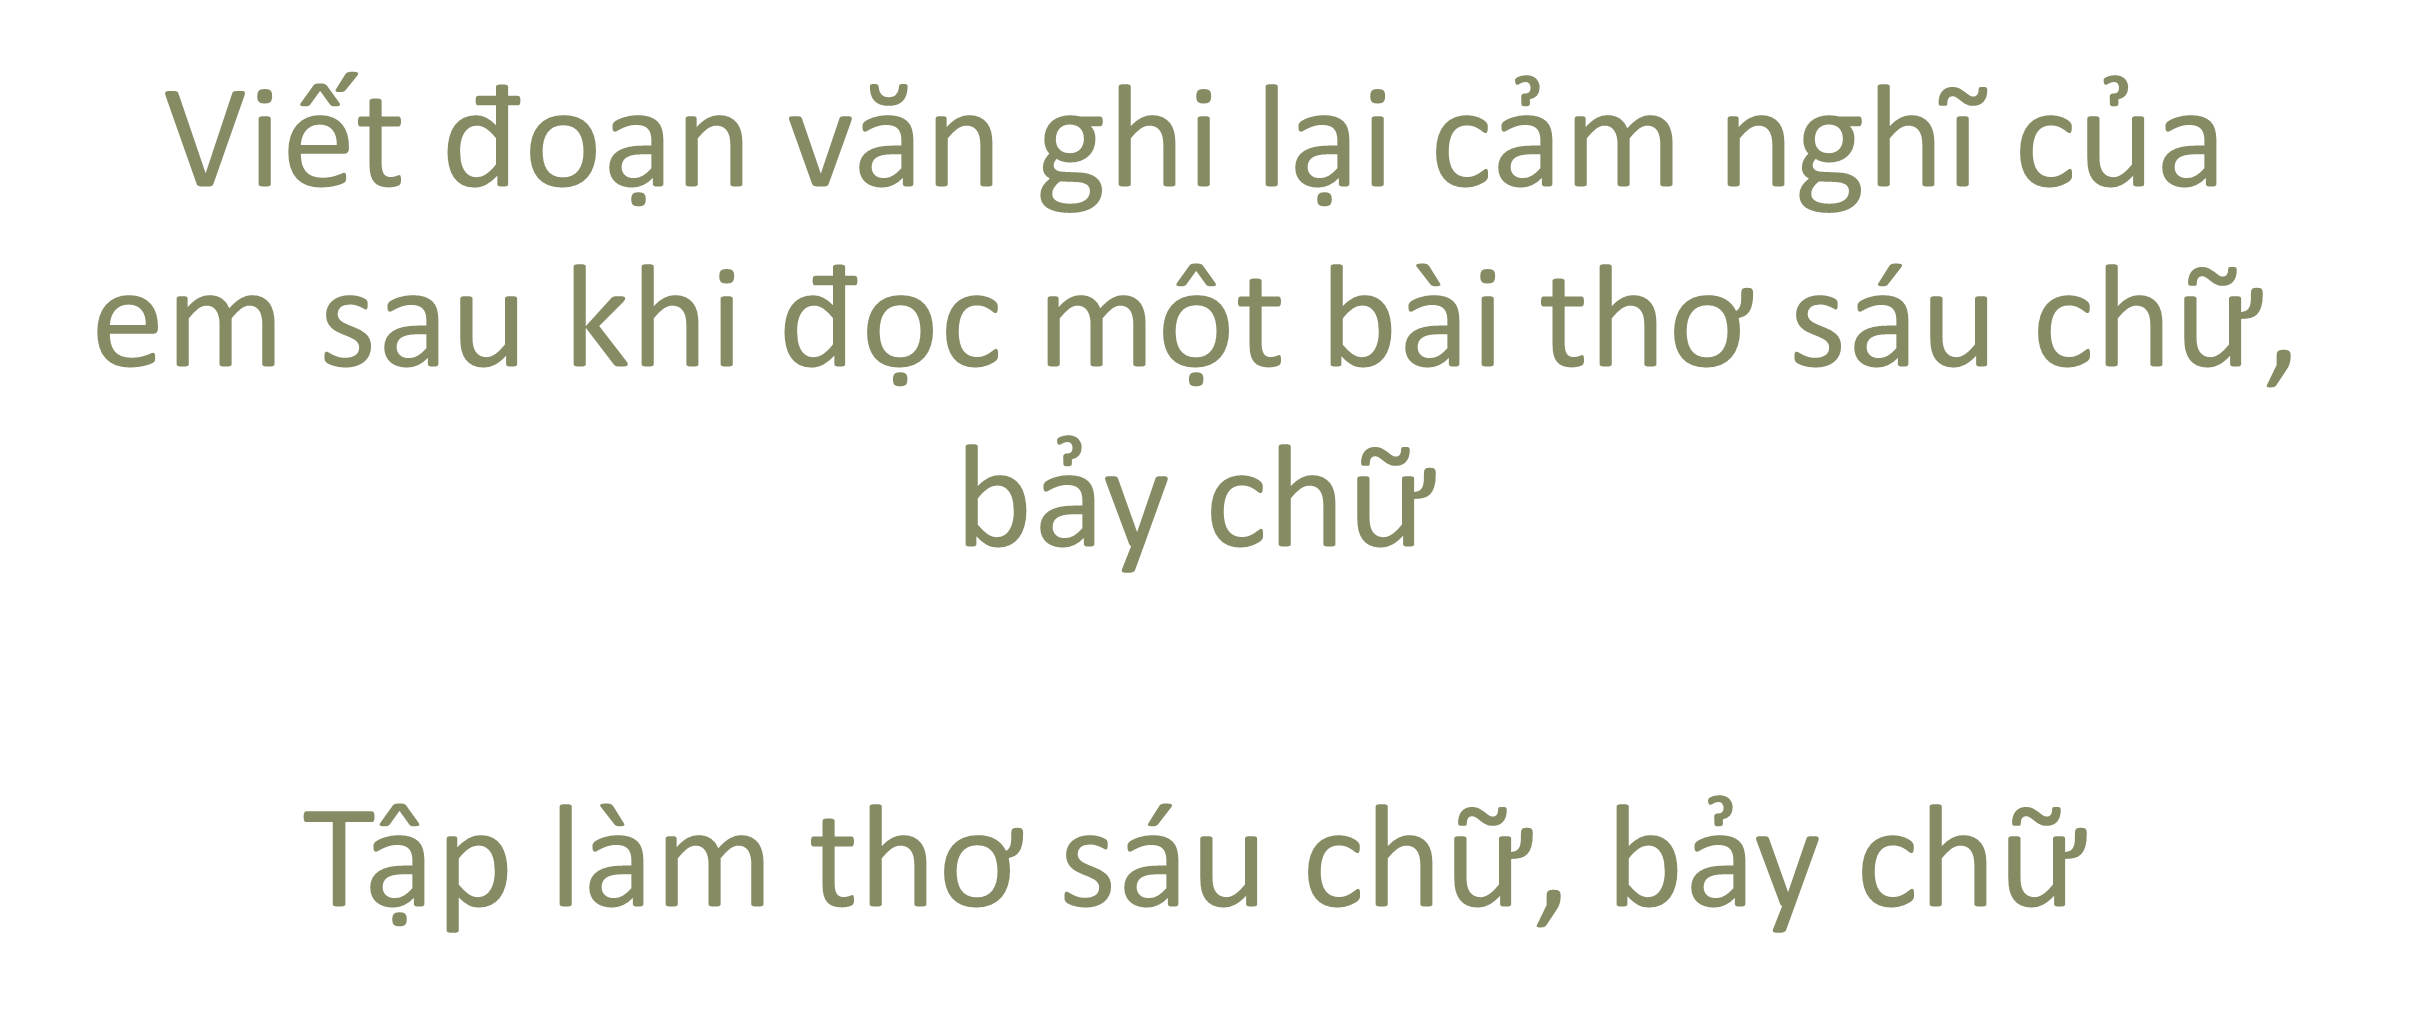 Viết đoạn văn ghi lại cảm nghĩ của
em sau khi đọc một bài thơ sáu chữ,
bảy chữ
Tập làm thơ sáu chữ, bảy chữ